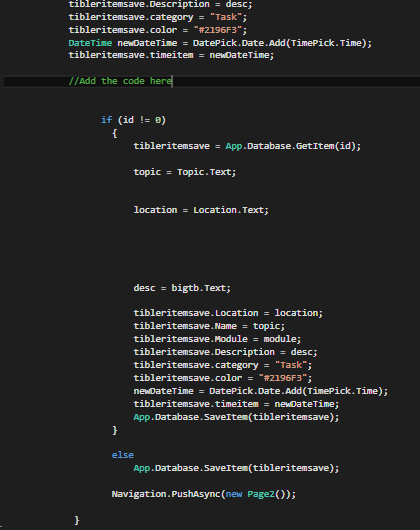 tibleritemsave.Description = desc;
tibleritemsave.category = "Task";
tibleritemsave.color = "#2196F3";
DateTime newDateTime = DatePick.Date.Add(TimePick.Time);
tibleritemsave.timeitem = newDateTime;
//Add the code here
if (id != 0)
{
tibleritemsave = App.Database.GetItem(id);
topic = Topic.Text;
location = Location.Text;
desc = bigtb.Text;
tibleritemsave.Location = location;
tibleritemsave.Name = topic;
tibleritemsave.Module = module;
tibleritemsave.Description = desc;
tibleritemsave.category = "Task";
tibleritemsave.color = "#2196F3";
newDateTime = DatePick.Date.Add(TimePick.Time);
tibleritemsave.timeitem = newDateTime;
App.Database.SaveItem(tibleritemsave);
}
else
App.Database.SaveItem(tibleritemsave);
Navigation.PushAsync(new Page2());
}